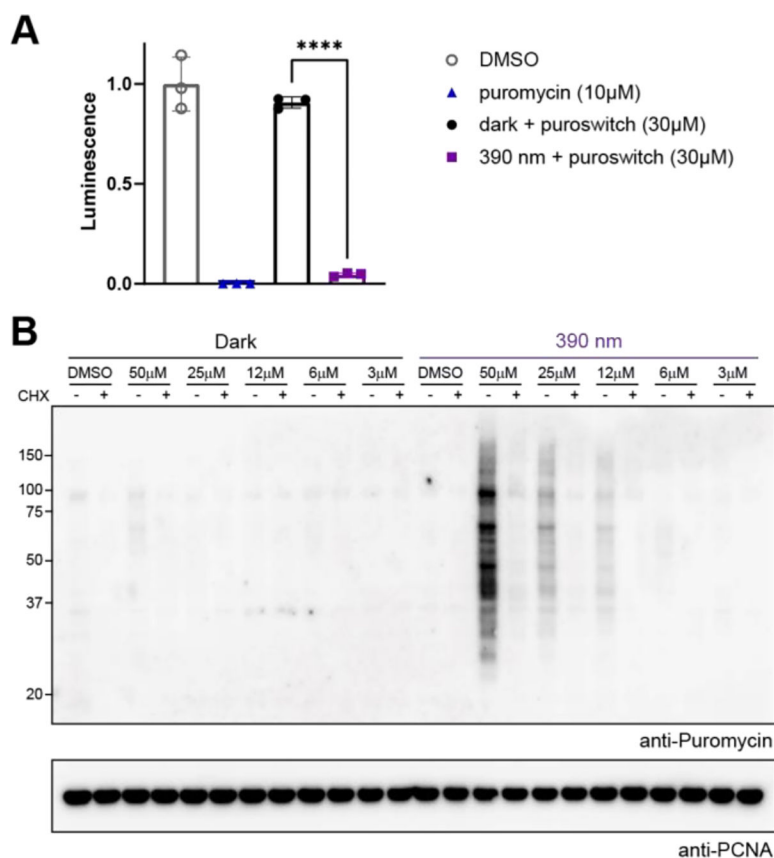 A
Luminescence
1.0
0.5
0.0
****
DMSO
puromycin (10μM)
dark + puroswitch (30μM)
390 nm + puroswitch (30μM)
B
Dark 390 nm
DMSO 50μM 25μM 12μM 6μM 3μM DMSO 50μM 25μM 12μM 6μM 3μM
CHX - + - + - + - + - + - + - + - + - + - + - + - +
150
100
75
50
37
20
anti-Puromycin
anti-PCNA